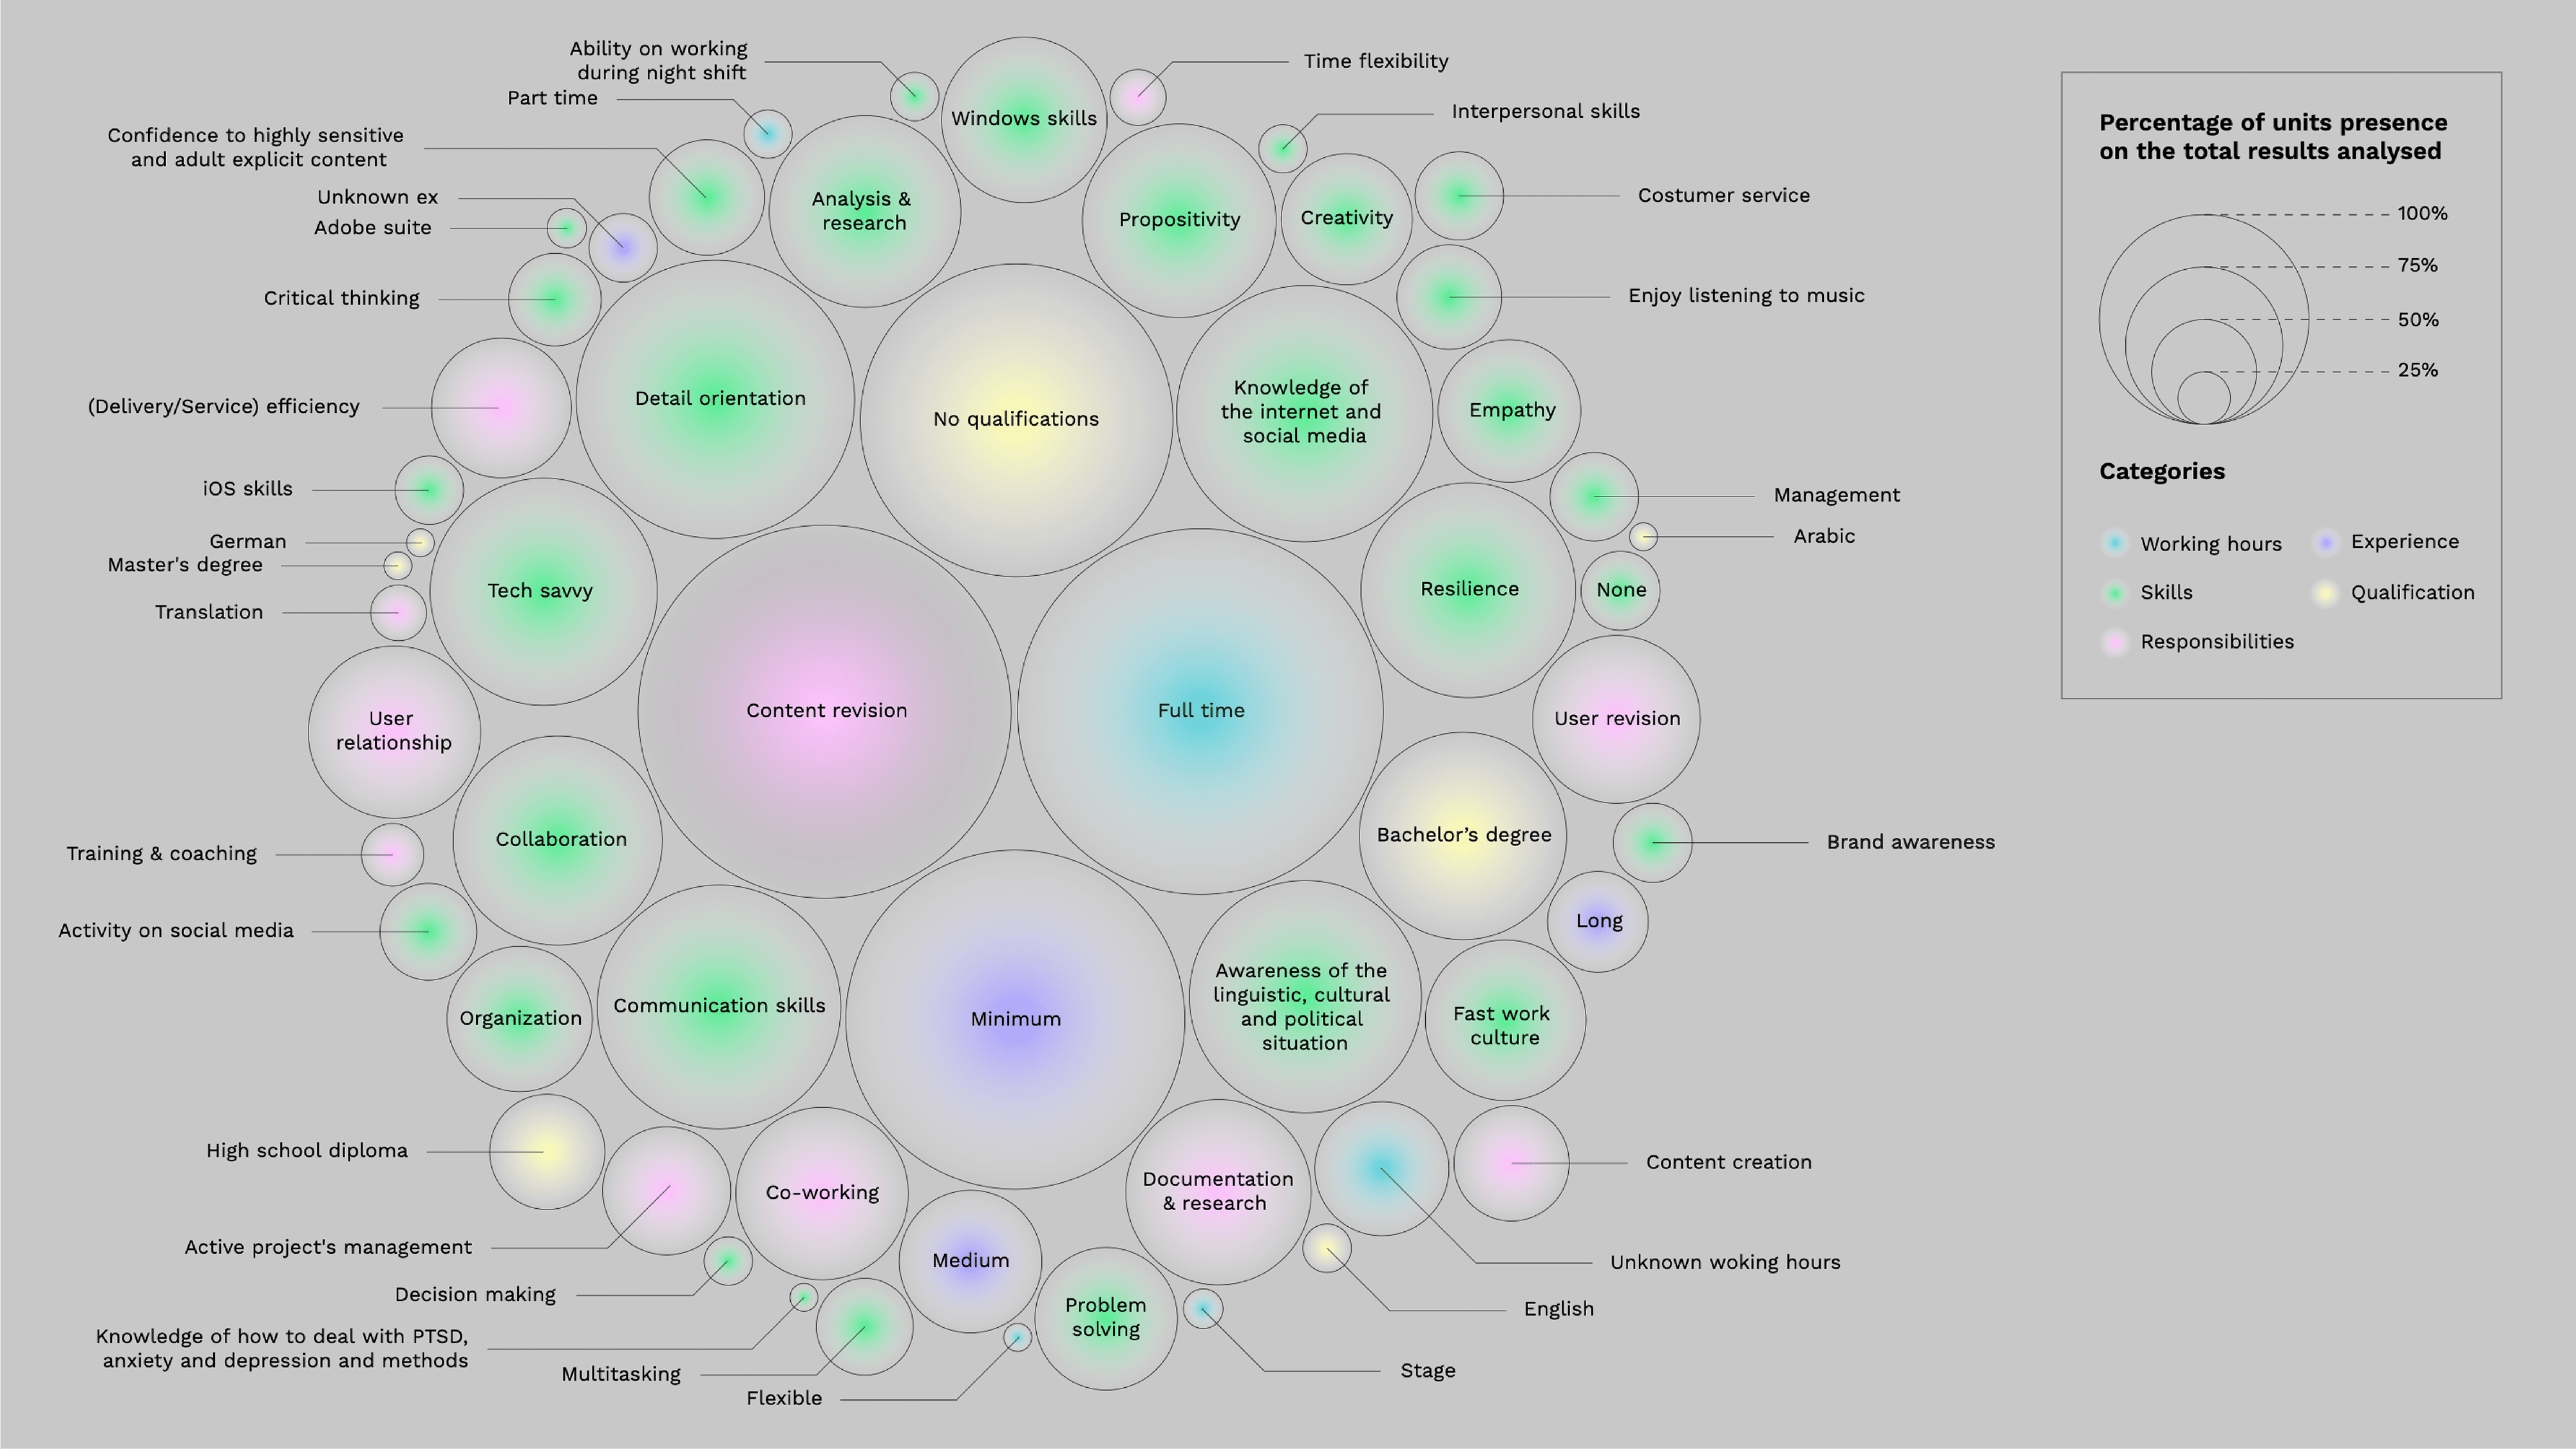 Ability on working
during night shift
Part time
Confidence to highly sensitive
and adult explicit content
Unknown ex
Adobe suite
Critical thinking
(Delivery/Service) efficiency
iOS skills
German
Master's degree
Translation
Training & coaching
Activity on social media
High school diploma
Active project's management
Decision making
Knowledge of how to deal with PTSD,
anxiety and depression and methods
Multitasking
Flexible
Windows skills
Analysis &
research
Propositivity
Creativity
Detail orientation
No qualifications
Knowledge of
the internet and
social media
Empathy
Tech savvy
Resilience
None
Content revision
Full time
User
relationship
User revision
Collaboration
Bachelor’s degree
Long
Organization
Communication skills
Minimum
Awareness of the
linguistic, cultural
and political
situation
Fast work
culture
Co-working
Documentation
& research
Medium
Problem
solving
Time flexibility
Interpersonal skills
Costumer service
Enjoy listening to music
Management
Arabic
Brand awareness
Content creation
Unknown woking hours
English
Stage
Percentage of units presence
on the total results analysed
100%
75%
50%
25%
Categories
Working hours
Experience
Skills
Qualification
Responsibilities